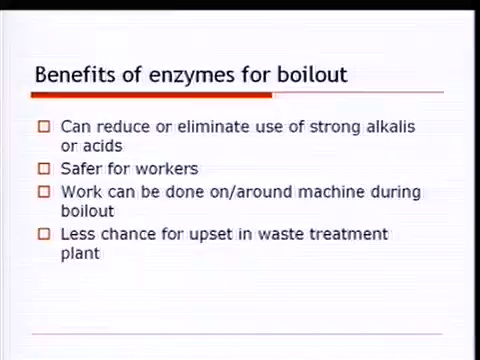 Benefits of enzymes for boilout
Can reduce or eliminate use of strong alkalis
or acids
Safer for workers
Work can be done on/around machine during
boilout
Less chance for upset in waste treatment
plant